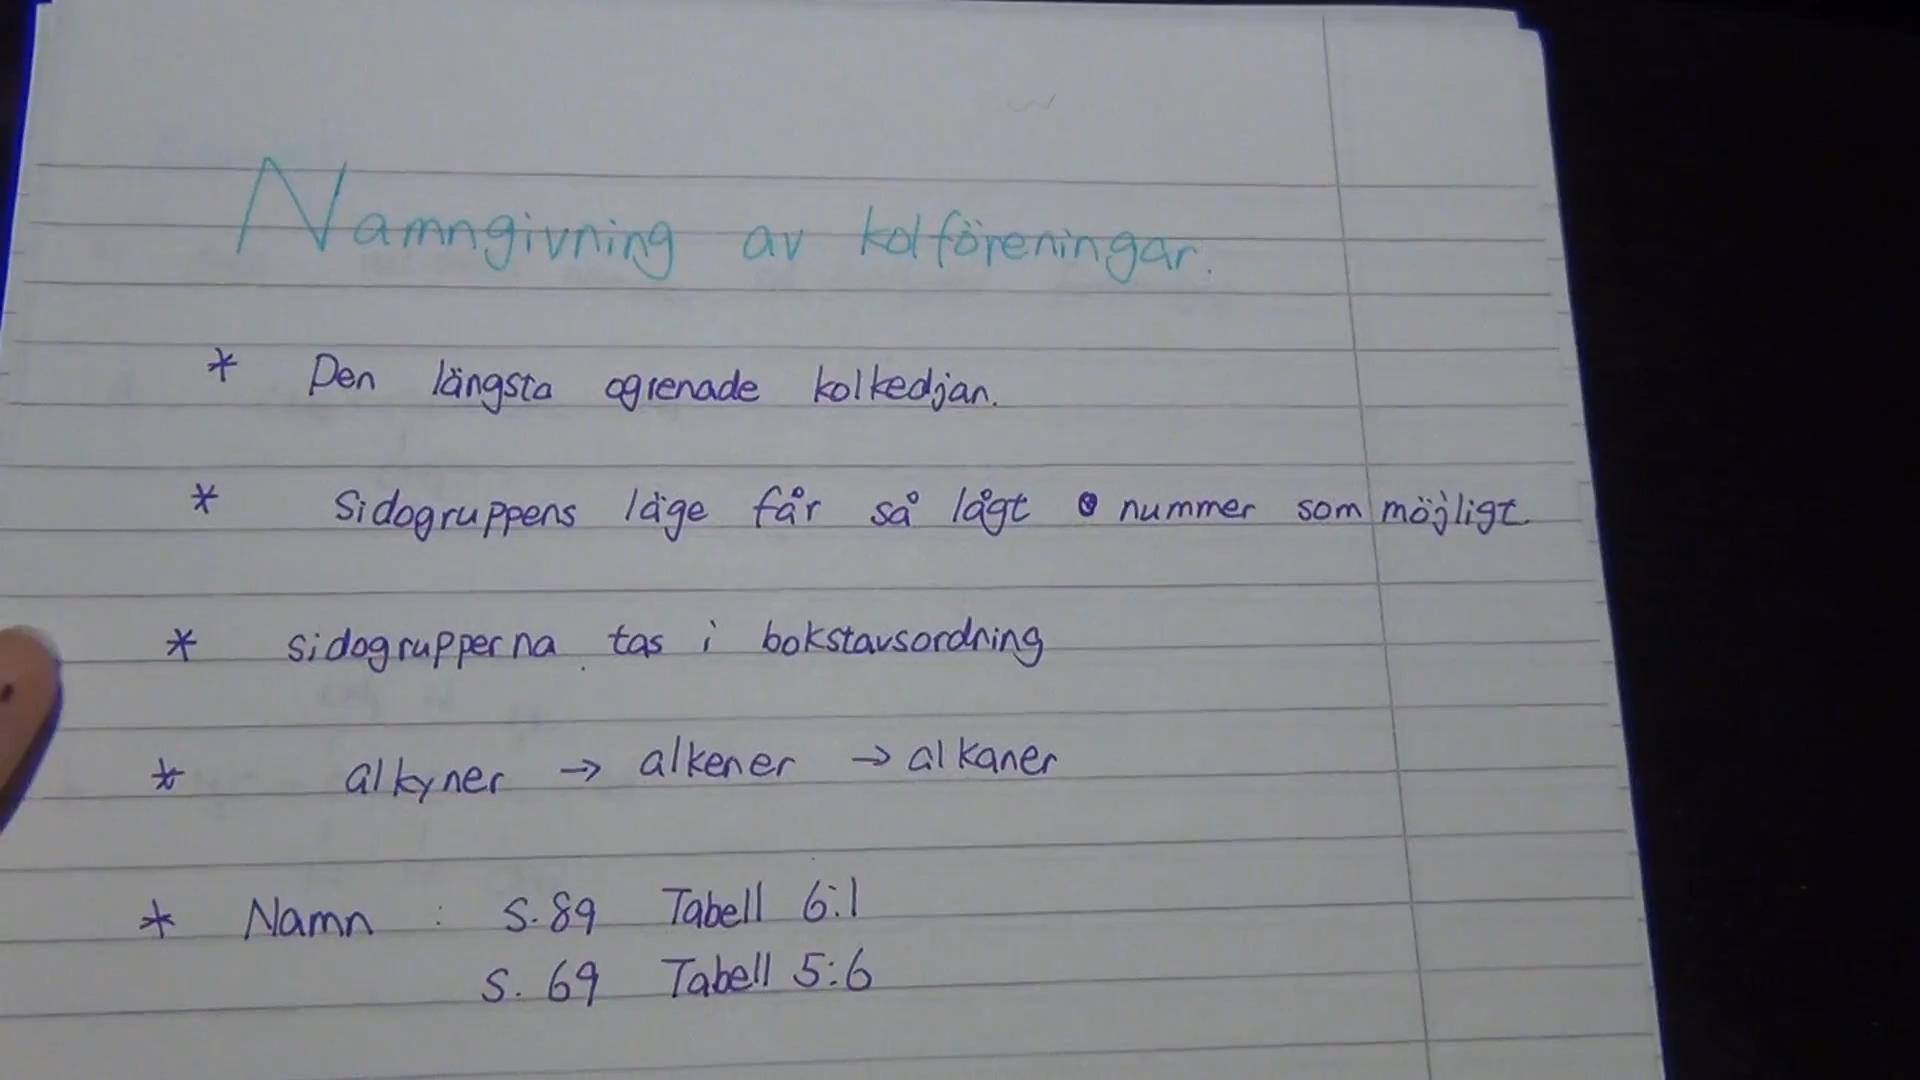 Namngivning av kolföreningar.
* Den längsta ogrenade kolkedjan.
* Sidogruppens läge får så lågt nummer som möjligt.
* sidogrupperna tas i bokstavsordning
* alkyner → alkener → alkaner
* Namn : S. 89 Tabell 6:1
S. 69 Tabell 5:6